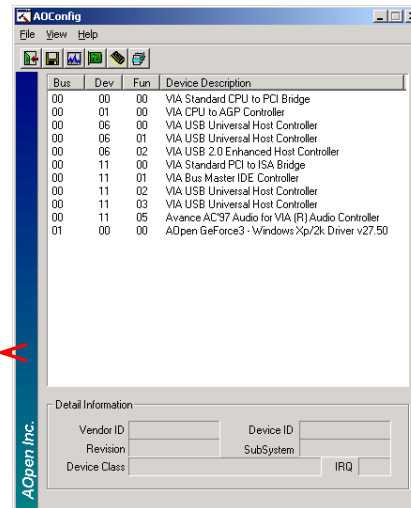 AOConfig
File View Help
Bus Dev Fun Device Description
00 00 00 VIA Standard CPU to PCI Bridge
00 01 00 VIA CPU to AGP Controller
00 06 00 VIA USB Universal Host Controller
00 06 01 VIA USB Universal Host Controller
00 06 02 VIA USB 2.0 Enhanced Host Controller
00 11 00 VIA Standard PCI to ISA Bridge
00 11 01 VIA Bus Master IDE Controller
00 11 02 VIA USB Universal Host Controller
00 11 03 VIA USB Universal Host Controller
00 11 05 Avance AC'97 Audio for VIA (R) Audio Controller
01 00 00 AOpen GeForce3 - Windows Xp/2k Driver v27.50
Detail Information
Vendor ID Device ID
Revision SubSystem
Device Class IRQ
AOpen Inc.